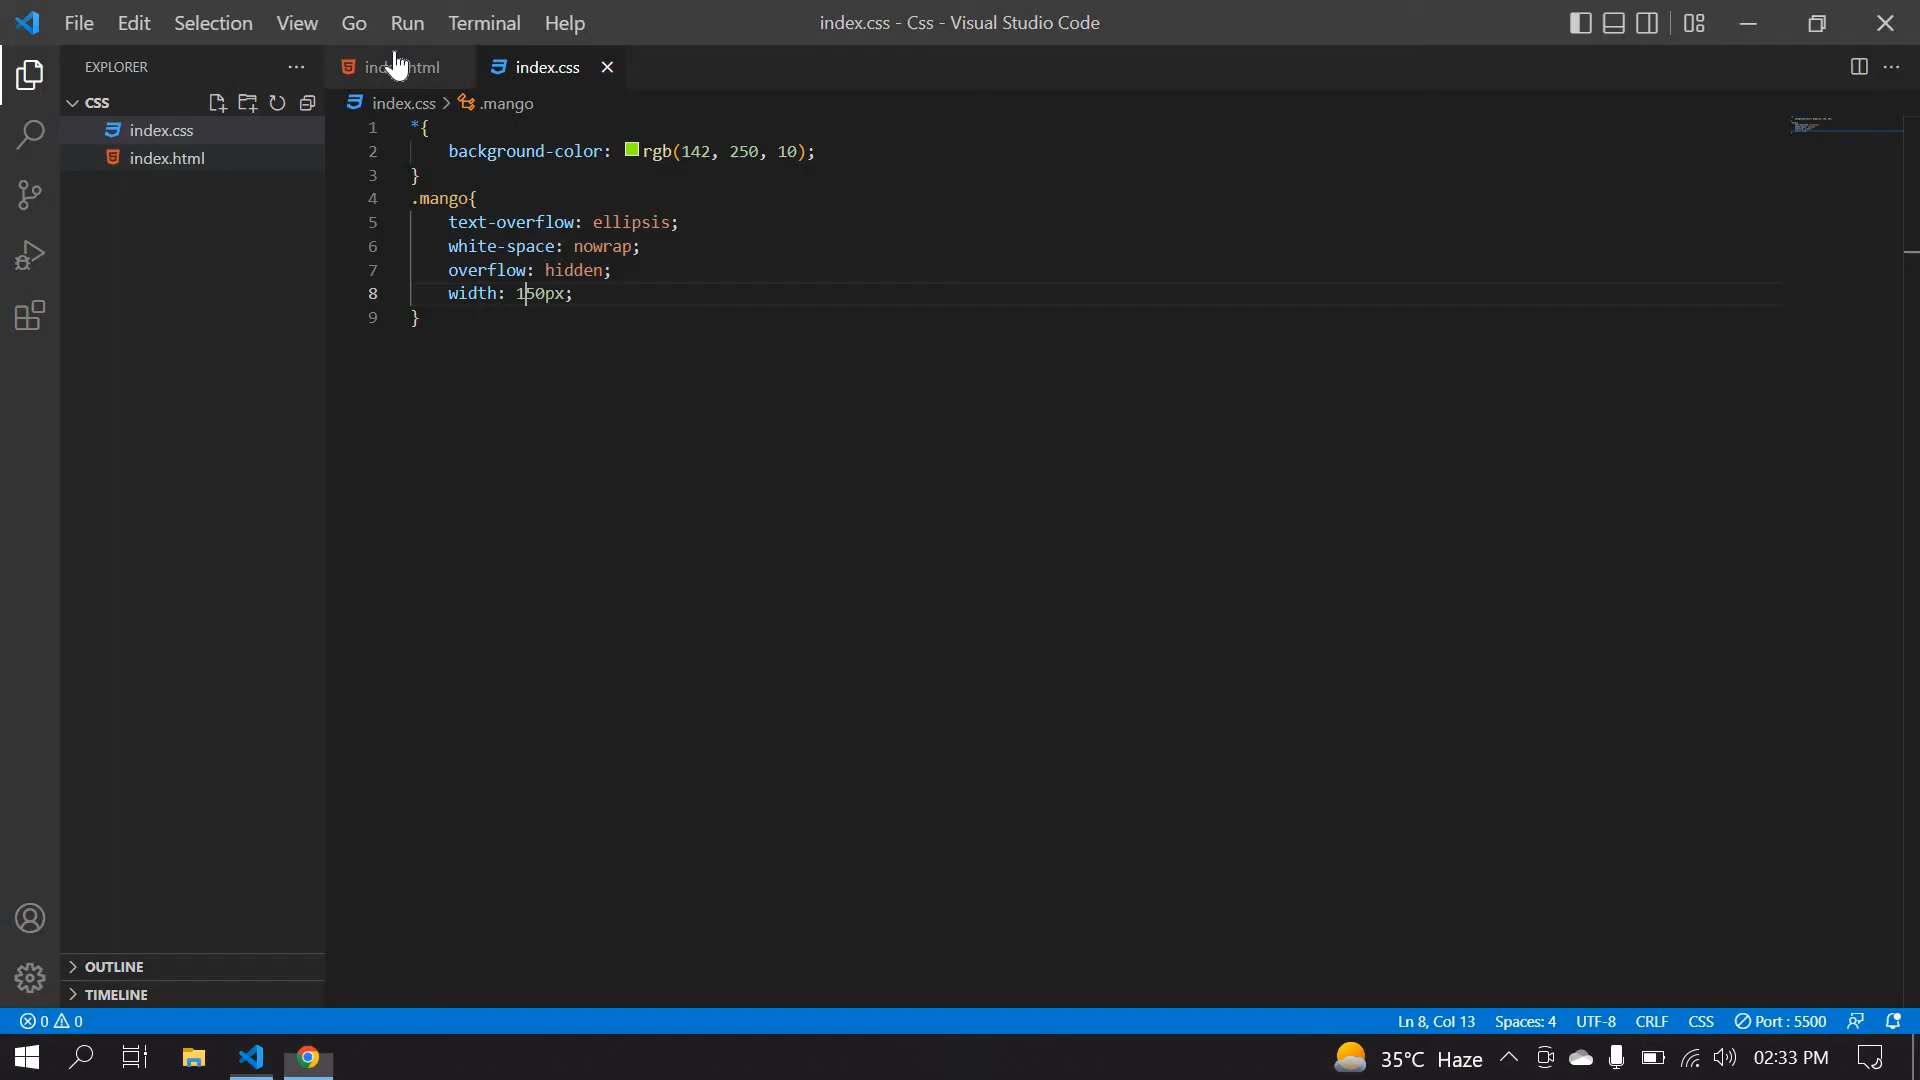 File Edit Selection View Go Run Terminal Help
index.css - Css - Visual Studio Code
EXPLORER
CSS
index.css
index.html
index.css
index.css > .mango
1 *{
2 background-color: rgb(142, 250, 10);
3 }
4 .mango{
5 text-overflow: ellipsis;
6 white-space: nowrap;
7 overflow: hidden;
8 width: 150px;
9 }
OUTLINE
TIMELINE
0 0
Ln 8, Col 13 Spaces: 4 UTF-8 CRLF CSS Port : 5500
35°C Haze 02:33 PM